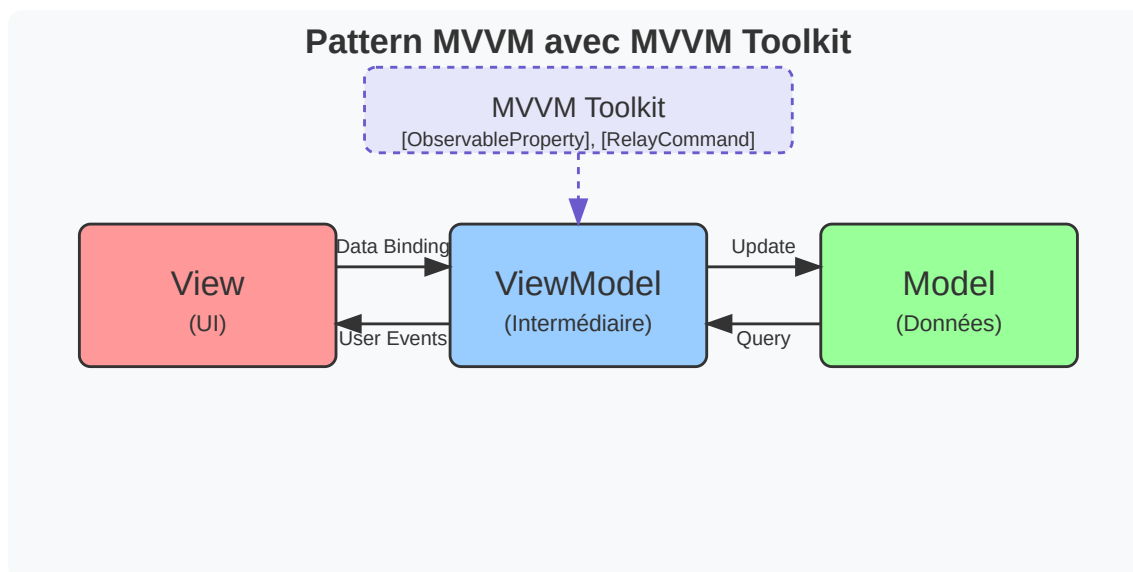 Pattern MVVM avec MVVM Toolkit
MVVM Toolkit
[ObservableProperty], [RelayCommand]
Data Binding
Update
View
ViewModel
Model
(UI)
(Intermédiaire)
(Données)
User Events
Query